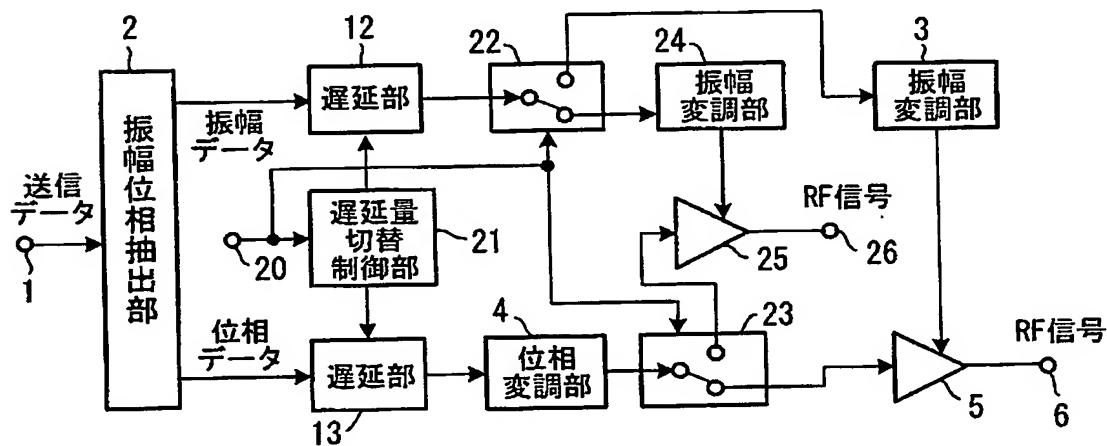 2
12
22
24
3
振幅位相抽出部
遅延部
振幅
変調部
振幅
変調部
振幅
データ
送信
データ
1
20
遅延量
切替
制御部
21
25
RF信号
26
位相
データ
遅延部
13
4
位相
変調部
23
5
RF信号
6